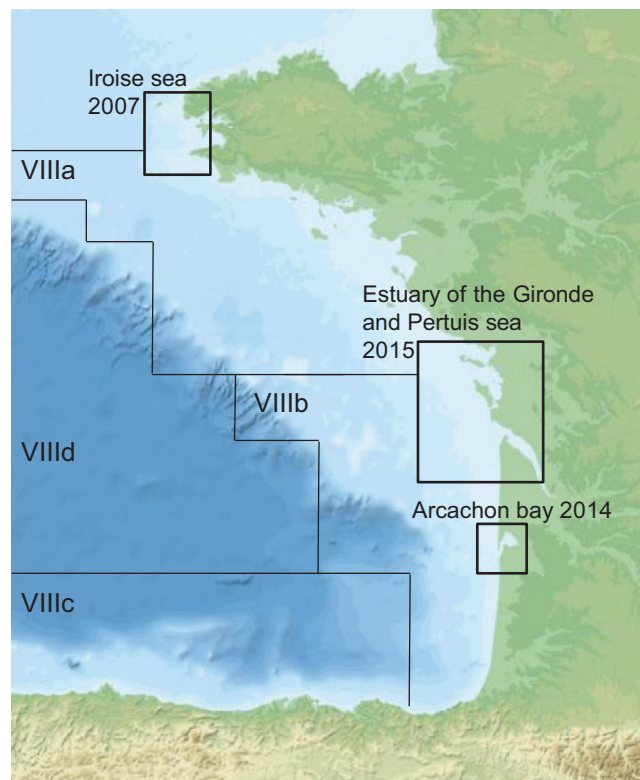 Iroise sea
2007
VIIIa
Estuary of the Gironde
and Pertuis sea
2015
VIIIb
VIIId
Arcachon bay 2014
VIIIc